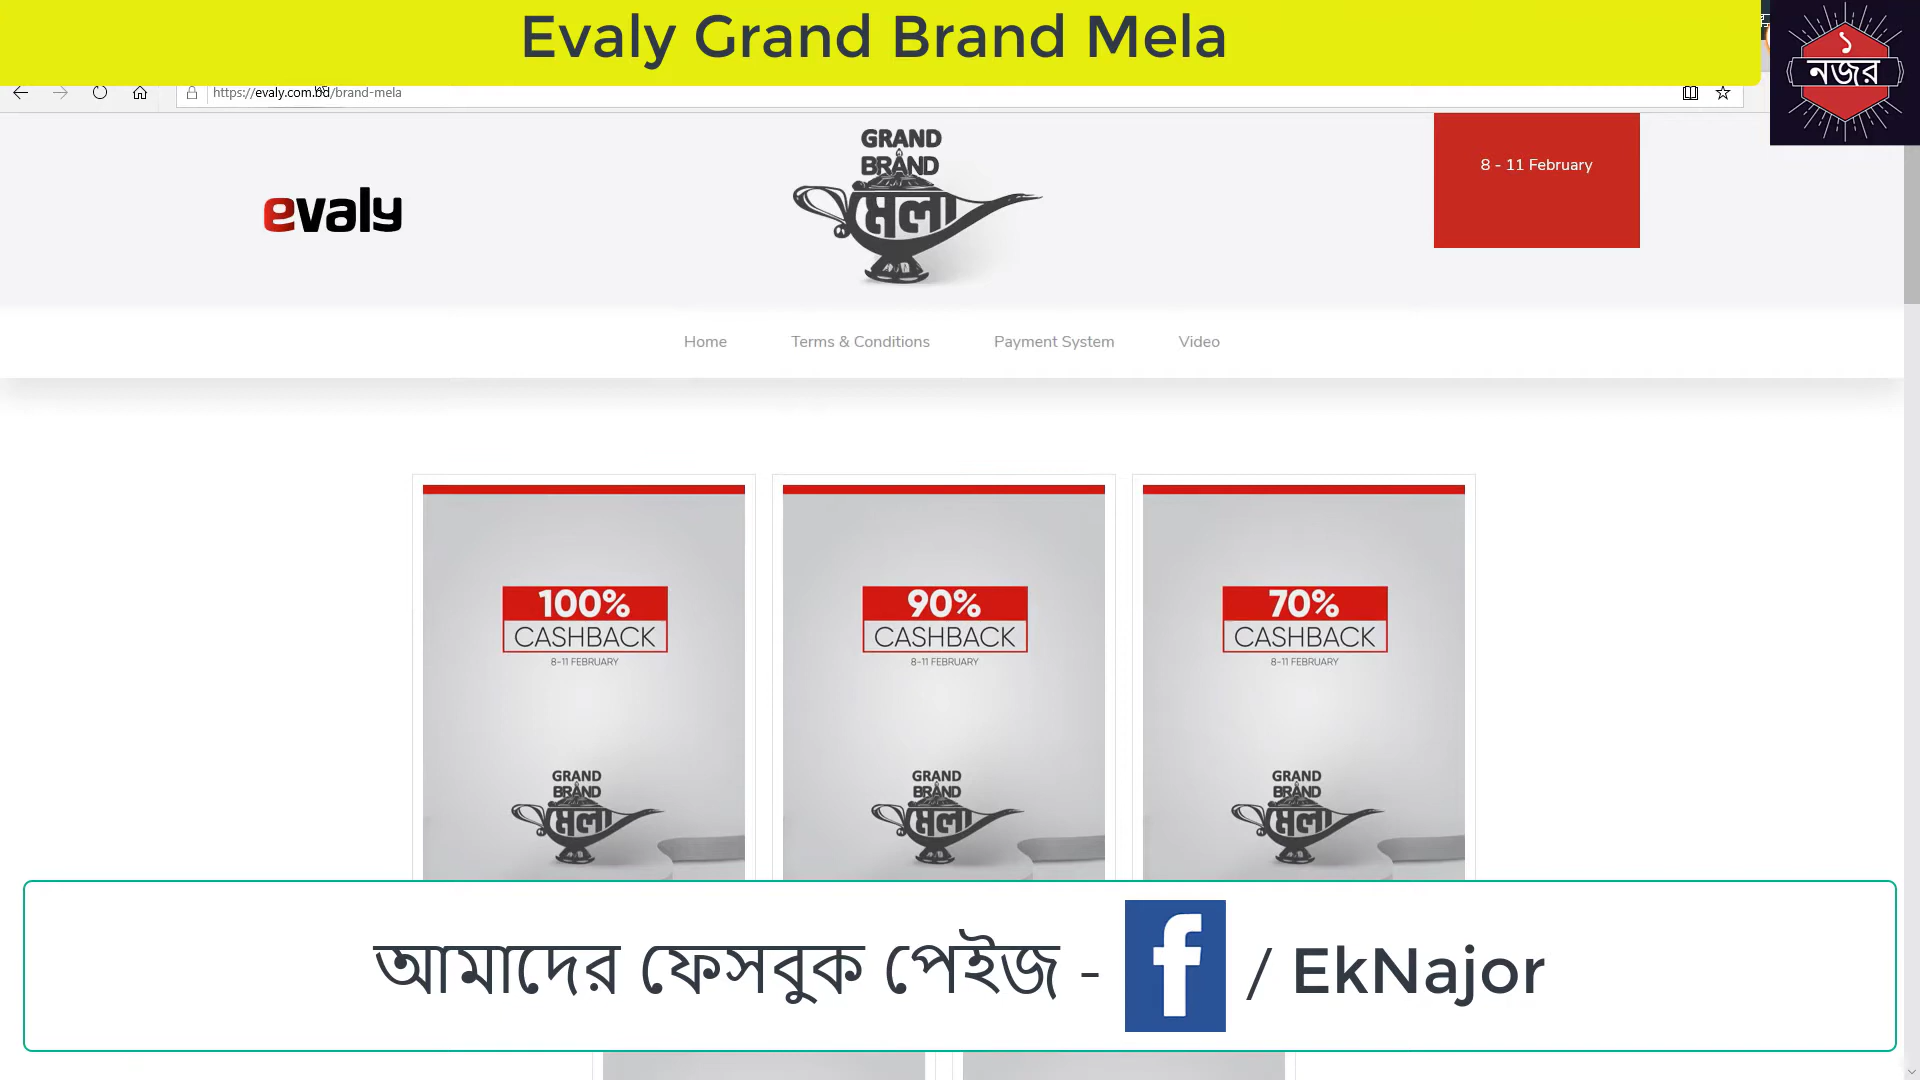 Evaly Grand Brand Mela
১
নজর
https://evaly.com.bd/brand-mela
GRAND
BRAND
মেলা
8 - 11 February
evaly
Home Terms & Conditions Payment System Video
100% 90% 70%
CASHBACK CASHBACK CASHBACK
8-11 FEBRUARY 8-11 FEBRUARY 8-11 FEBRUARY
GRAND GRAND GRAND
BRAND BRAND BRAND
মেলা মেলা মেলা
আমাদের ফেসবুক পেইজ - f / EkNajor